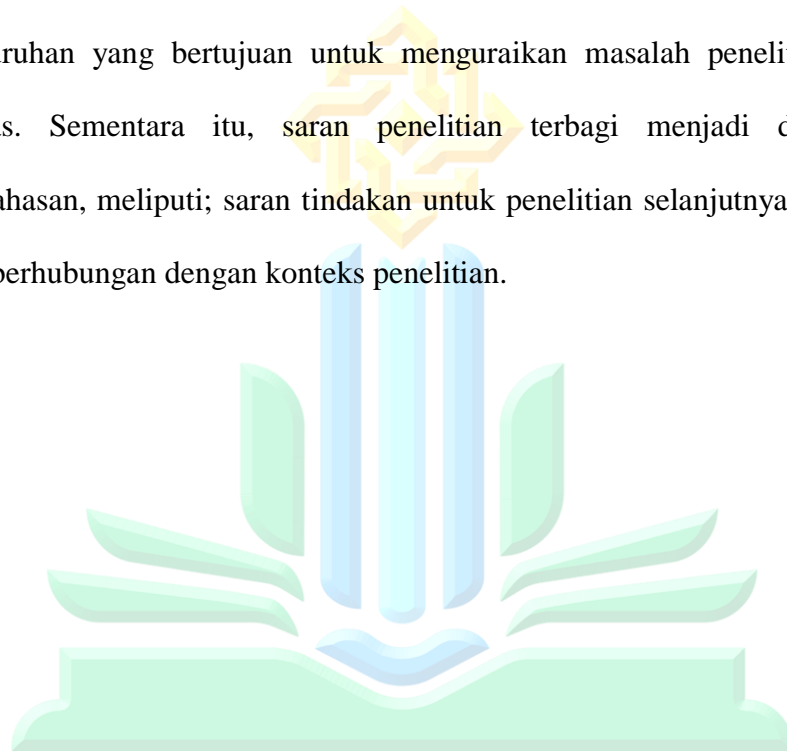 ruhan yang bertujuan untuk menguraikan masalah penelit
s. Sementara itu, saran penelitian terbagi menjadi d
ahasan, meliputi; saran tindakan untuk penelitian selanjutnya
berhubungan dengan konteks penelitian.